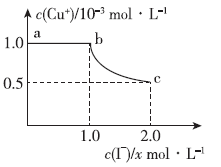 c(Cu⁺)/10⁻³ mol · L⁻¹
a
1.0
b
0.5
c
1.0 2.0
c(I⁻)/x mol · L⁻¹